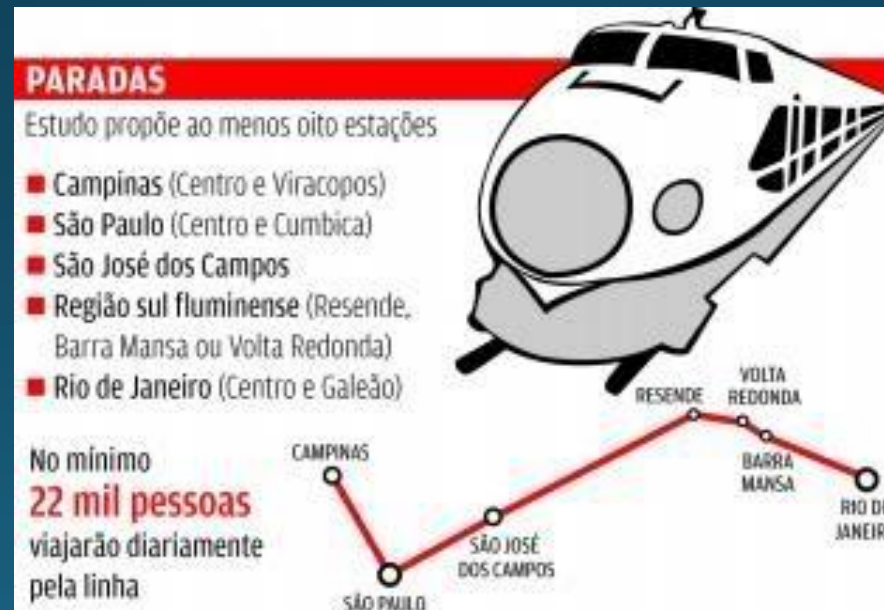 PARADAS
Estudo propõe ao menos oito estações
Campinas (Centro e Viracopos)
São Paulo (Centro e Cumbica)
São José dos Campos
Região sul fluminense (Resende,
Barra Mansa ou Volta Redonda)
Rio de Janeiro (Centro e Galeão)
No mínimo
22 mil pessoas
viajarão diariamente
pela linha
CAMPINAS
SÃO PAULO
SÃO JOSÉ
DOS CAMPOS
RESENDE
VOLTA
REDONDA
BARRA
MANSA
RIO D
JANEIR